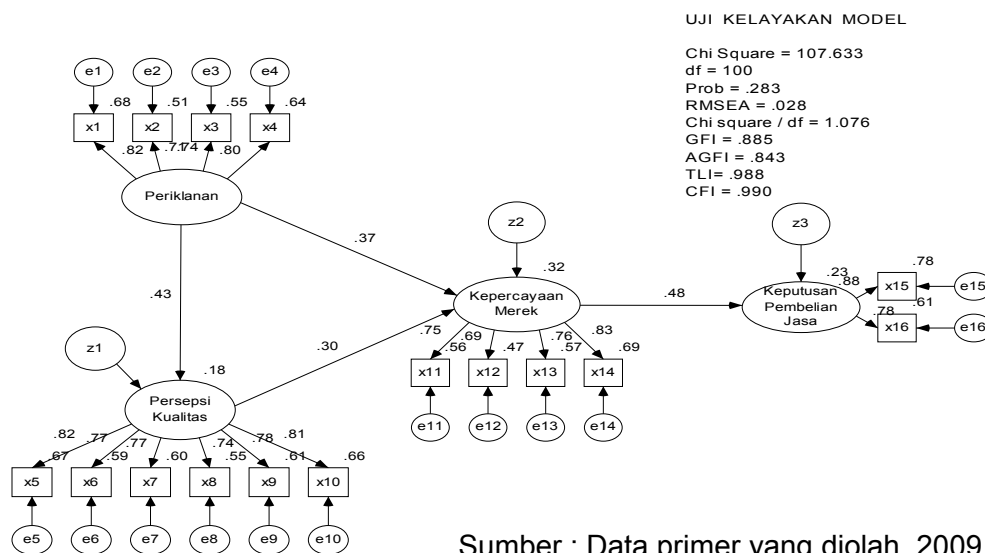 UJI KELAYAKAN MODEL
Chi Square = 107.633
df = 100
Prob = .283
RMSEA = .028
Chi square / df = 1.076
GFI = .885
AGFI = .843
TLI= .988
CFI = .990
e1 e2 e3 e4
.68 .51 .55 .64
x1 x2 x3 x4
.82 .71 .74 .80
Periklanan
z2 z3
.37
.32
.23 .78
.88
x15 e15
Keputusan
Pembelian
Jasa
.43
Kepercayaan
Merek
.48
.78 .61
x16 e16
z1
.30
.75 .69 .76 .83
.56 .47 .57 .69
x11 x12 x13 x14
.18
Persepsi
Kualitas
e11 e12 e13 e14
.82 .77 .77 .74 .78 .81
.67 .59 .60 .55 .61 .66
x5 x6 x7 x8 x9 x10
e5 e6 e7 e8 e9 e10
Sumber : Data primer yang diolah, 2009